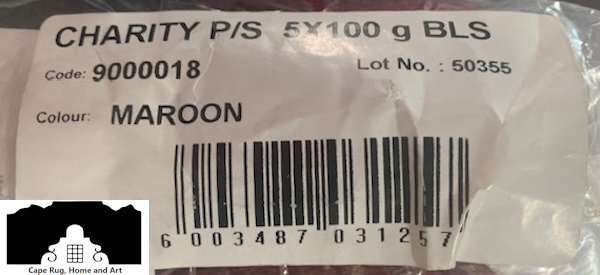 CHARITY P/S 5X100 g BLS
Code: 9000018
Lot No. : 50355
Colour: MAROON
6 003487 031257
Cape Rug, Home and Art